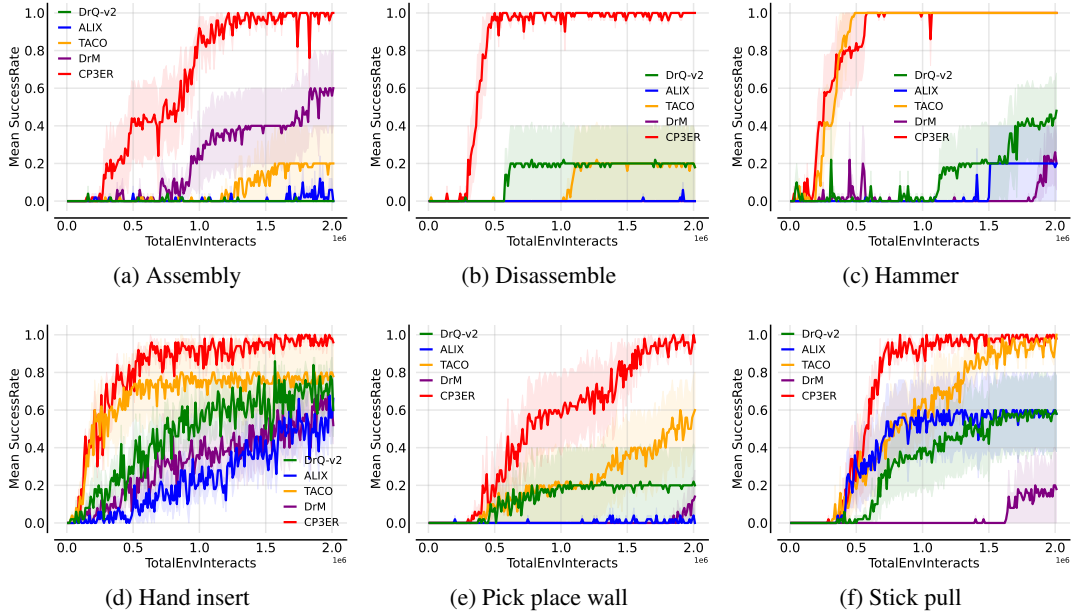 Mean SuccessRate
1.0
0.8
0.6
0.4
0.2
0.0
DrQ-v2
ALIX
TACO
DrM
CP3ER
0.0 0.5 1.0 1.5 2.0
1e6
TotalEnvInteracts
(a) Assembly
Mean SuccessRate
1.0
0.8
0.6
0.4
0.2
0.0
DrQ-v2
ALIX
TACO
DrM
CP3ER
0.0 0.5 1.0 1.5 2.0
1e6
TotalEnvInteracts
(b) Disassemble
Mean SuccessRate
1.0
0.8
0.6
0.4
0.2
0.0
DrQ-v2
ALIX
TACO
DrM
CP3ER
0.0 0.5 1.0 1.5 2.0
1e6
TotalEnvInteracts
(c) Hammer
Mean SuccessRate
1.0
0.8
0.6
0.4
0.2
0.0
DrQ-v2
ALIX
TACO
DrM
CP3ER
0.0 0.5 1.0 1.5 2.0
1e6
TotalEnvInteracts
(d) Hand insert
Mean SuccessRate
1.0
0.8
0.6
0.4
0.2
0.0
DrQ-v2
ALIX
TACO
DrM
CP3ER
0.0 0.5 1.0 1.5 2.0
1e6
TotalEnvInteracts
(e) Pick place wall
Mean SuccessRate
1.0
0.8
0.6
0.4
0.2
0.0
DrQ-v2
ALIX
TACO
DrM
CP3ER
0.0 0.5 1.0 1.5 2.0
1e6
TotalEnvInteracts
(f) Stick pull